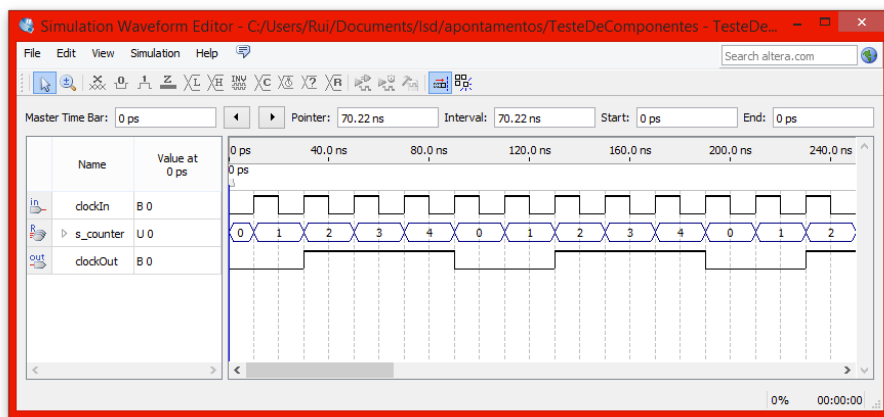 Simulation Waveform Editor - C:/Users/Rui/Documents/lsd/apontamentos/TesteDeComponentes - TesteDe...
File Edit View Simulation Help
Search altera.com
Master Time Bar: 0 ps Pointer: 70.22 ns Interval: 70.22 ns Start: 0 ps End: 0 ps
Name Value at 0 ps
0 ps 40.0 ns 80.0 ns 120.0 ns 160.0 ns 200.0 ns 240.0 ns
0 ps
in clockIn B 0
R s_counter U 0 0 1 2 3 4 0 1 2 3 4 0 1 2
out clockOut B 0
0% 00:00:00